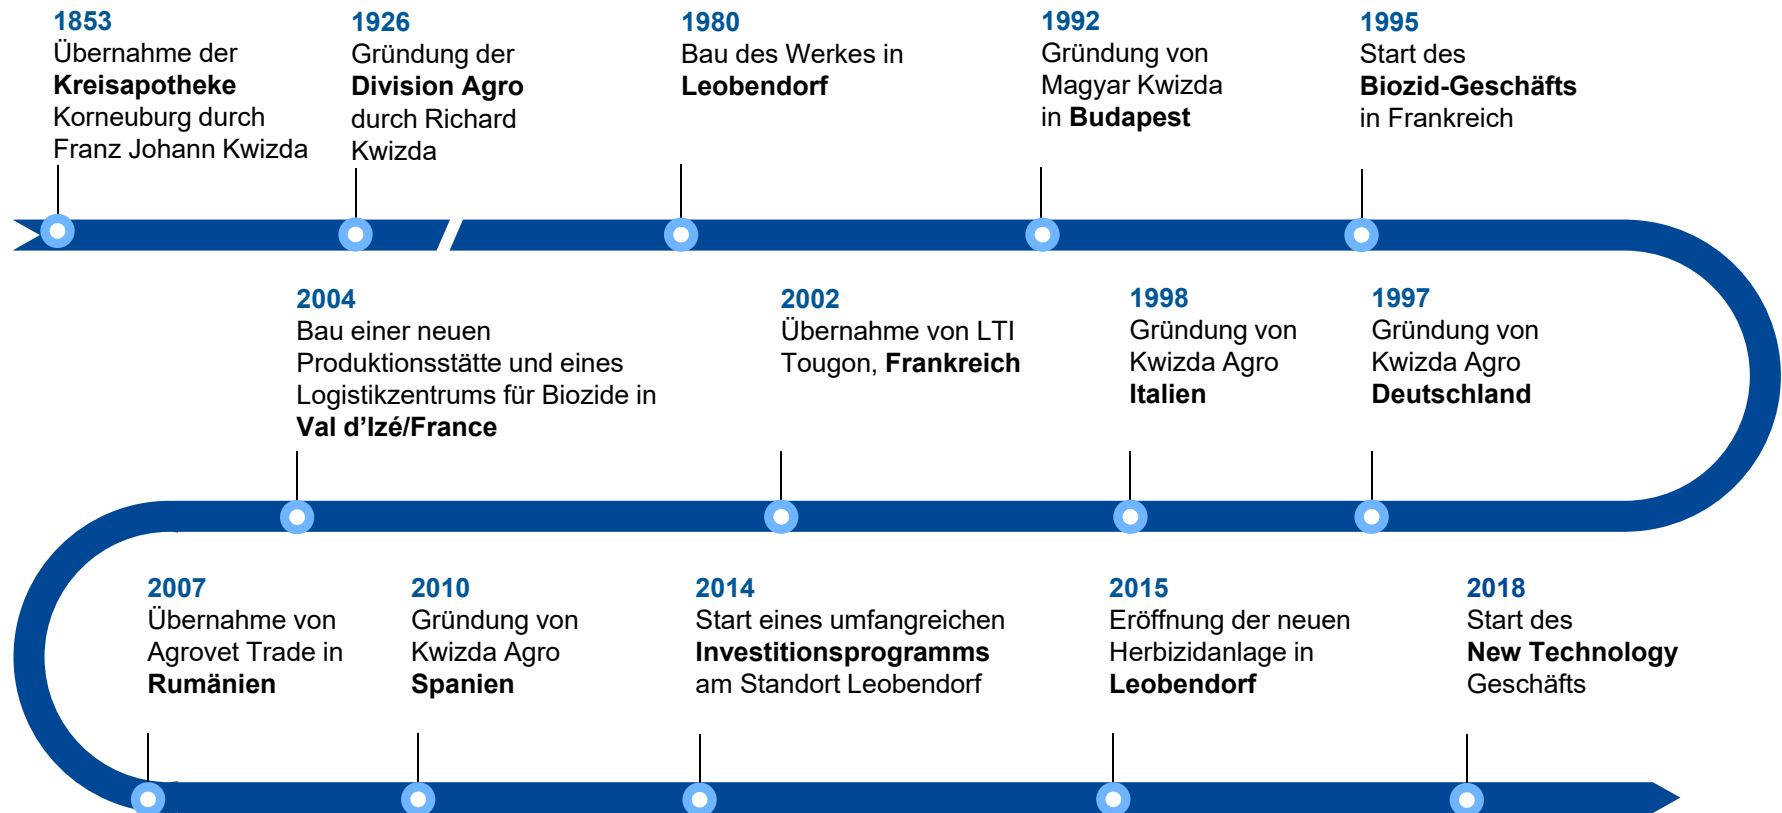 1853
Übernahme der
Kreisapotheke
Korneuburg durch
Franz Johann Kwizda
1926
Gründung der
Division Agro
durch Richard
Kwizda
1980
Bau des Werkes in
Leobendorf
1992
Gründung von
Magyar Kwizda
in Budapest
1995
Start des
Biozid-Geschäfts
in Frankreich
2004
Bau einer neuen
Produktionsstätte und eines
Logistikzentrums für Biozide in
Val d’Izé/France
2002
Übernahme von LTI
Tougon, Frankreich
1998
Gründung von
Kwizda Agro
Italien
1997
Gründung von
Kwizda Agro
Deutschland
2007
Übernahme von
Agrovet Trade in
Rumänien
2010
Gründung von
Kwizda Agro
Spanien
2014
Start eines umfangreichen
Investitionsprogramms
am Standort Leobendorf
2015
Eröffnung der neuen
Herbizidanlage in
Leobendorf
2018
Start des
New Technology
Geschäfts